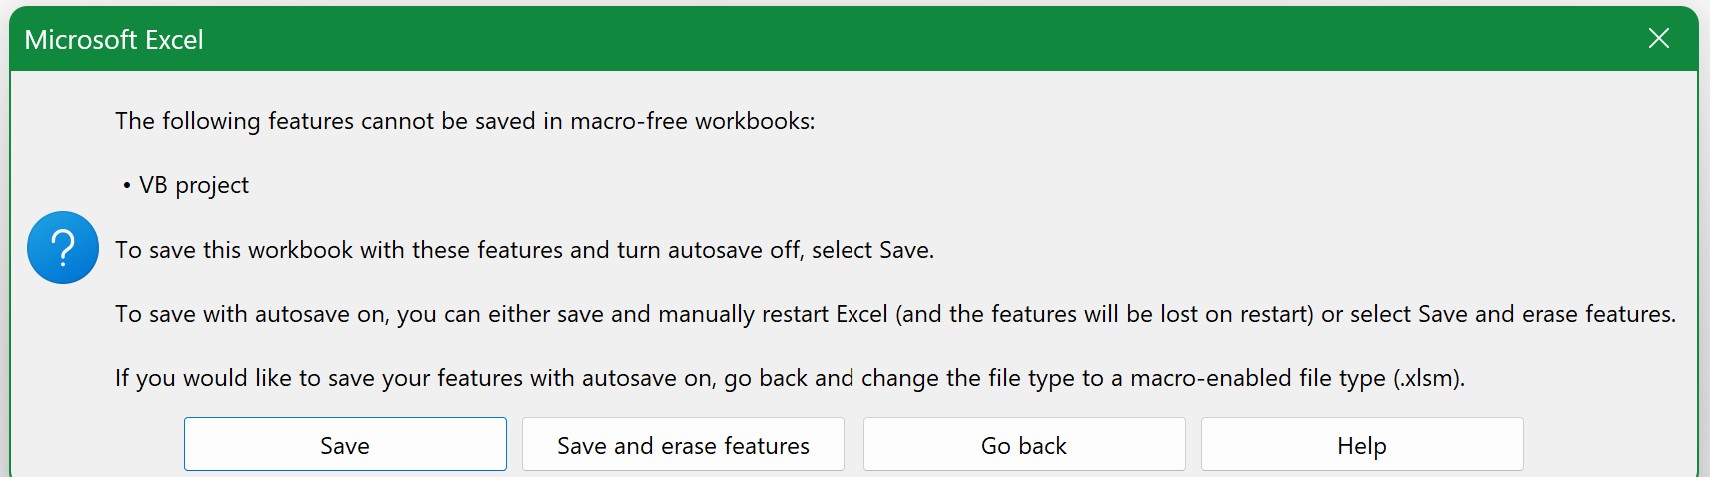 Microsoft Excel
The following features cannot be saved in macro-free workbooks:
• VB project
To save this workbook with these features and turn autosave off, select Save.
To save with autosave on, you can either save and manually restart Excel (and the features will be lost on restart) or select Save and erase features.
If you would like to save your features with autosave on, go back and change the file type to a macro-enabled file type (.xlsm).
Save Save and erase features Go back Help